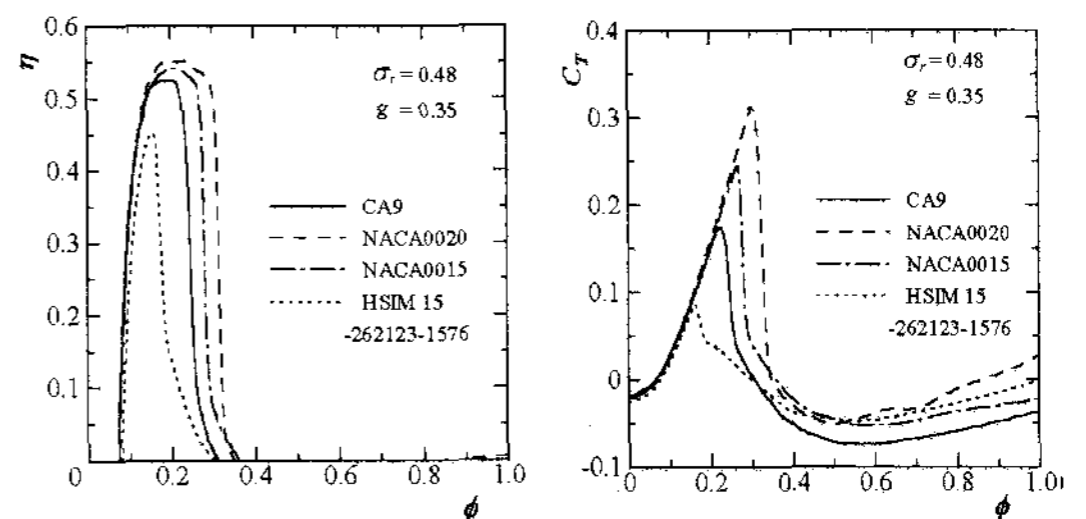 0.6
η
0.5
0.4
0.3
0.2
0.1
0
0.2
0.4
0.6
0.8
1.0
ϕ
σr = 0.48
g = 0.35
CA9
NACA0020
NACA0015
HSIM 15
-262123-1576
0.4
CT
0.3
0.2
0.1
0
-0.1
0
0.2
0.4
0.6
0.8
1.0
ϕ
σr = 0.48
g = 0.35
CA9
NACA0020
NACA0015
HSIM 15
-262123-1576